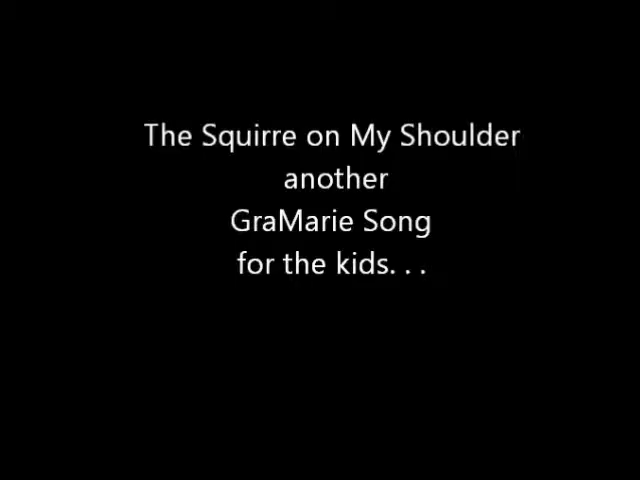 The Squirre on My Shoulder
another
GraMarie Song
for the kids. . .